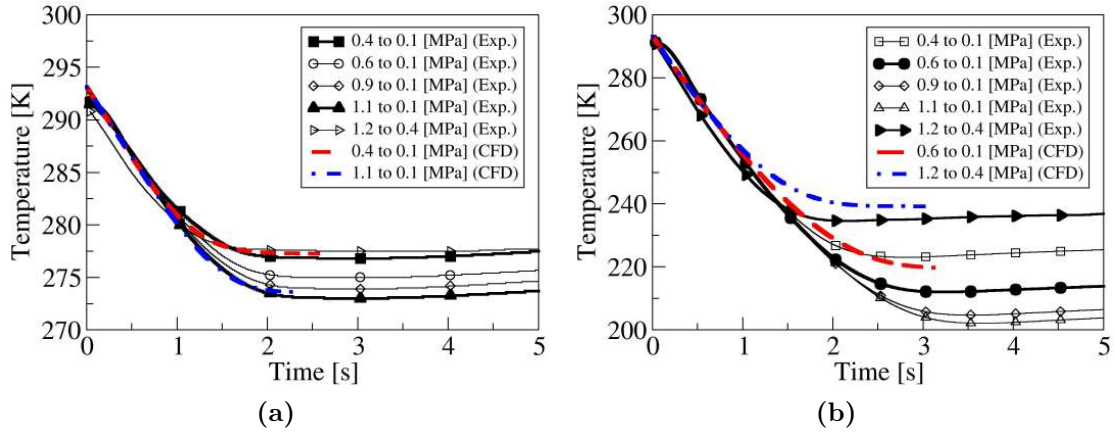 300
295
290
285
280
275
270
Temperature [K]
0.4 to 0.1 [MPa] (Exp.)
0.6 to 0.1 [MPa] (Exp.)
0.9 to 0.1 [MPa] (Exp.)
1.1 to 0.1 [MPa] (Exp.)
1.2 to 0.4 [MPa] (Exp.)
0.4 to 0.1 [MPa] (CFD)
1.1 to 0.1 [MPa] (CFD)
0 1 2 3 4 5
Time [s]
(a)
300
280
260
240
220
200
Temperature [K]
0.4 to 0.1 [MPa] (Exp.)
0.6 to 0.1 [MPa] (Exp.)
0.9 to 0.1 [MPa] (Exp.)
1.1 to 0.1 [MPa] (Exp.)
1.2 to 0.4 [MPa] (Exp.)
0.6 to 0.1 [MPa] (CFD)
1.2 to 0.4 [MPa] (CFD)
0 1 2 3 4 5
Time [s]
(b)